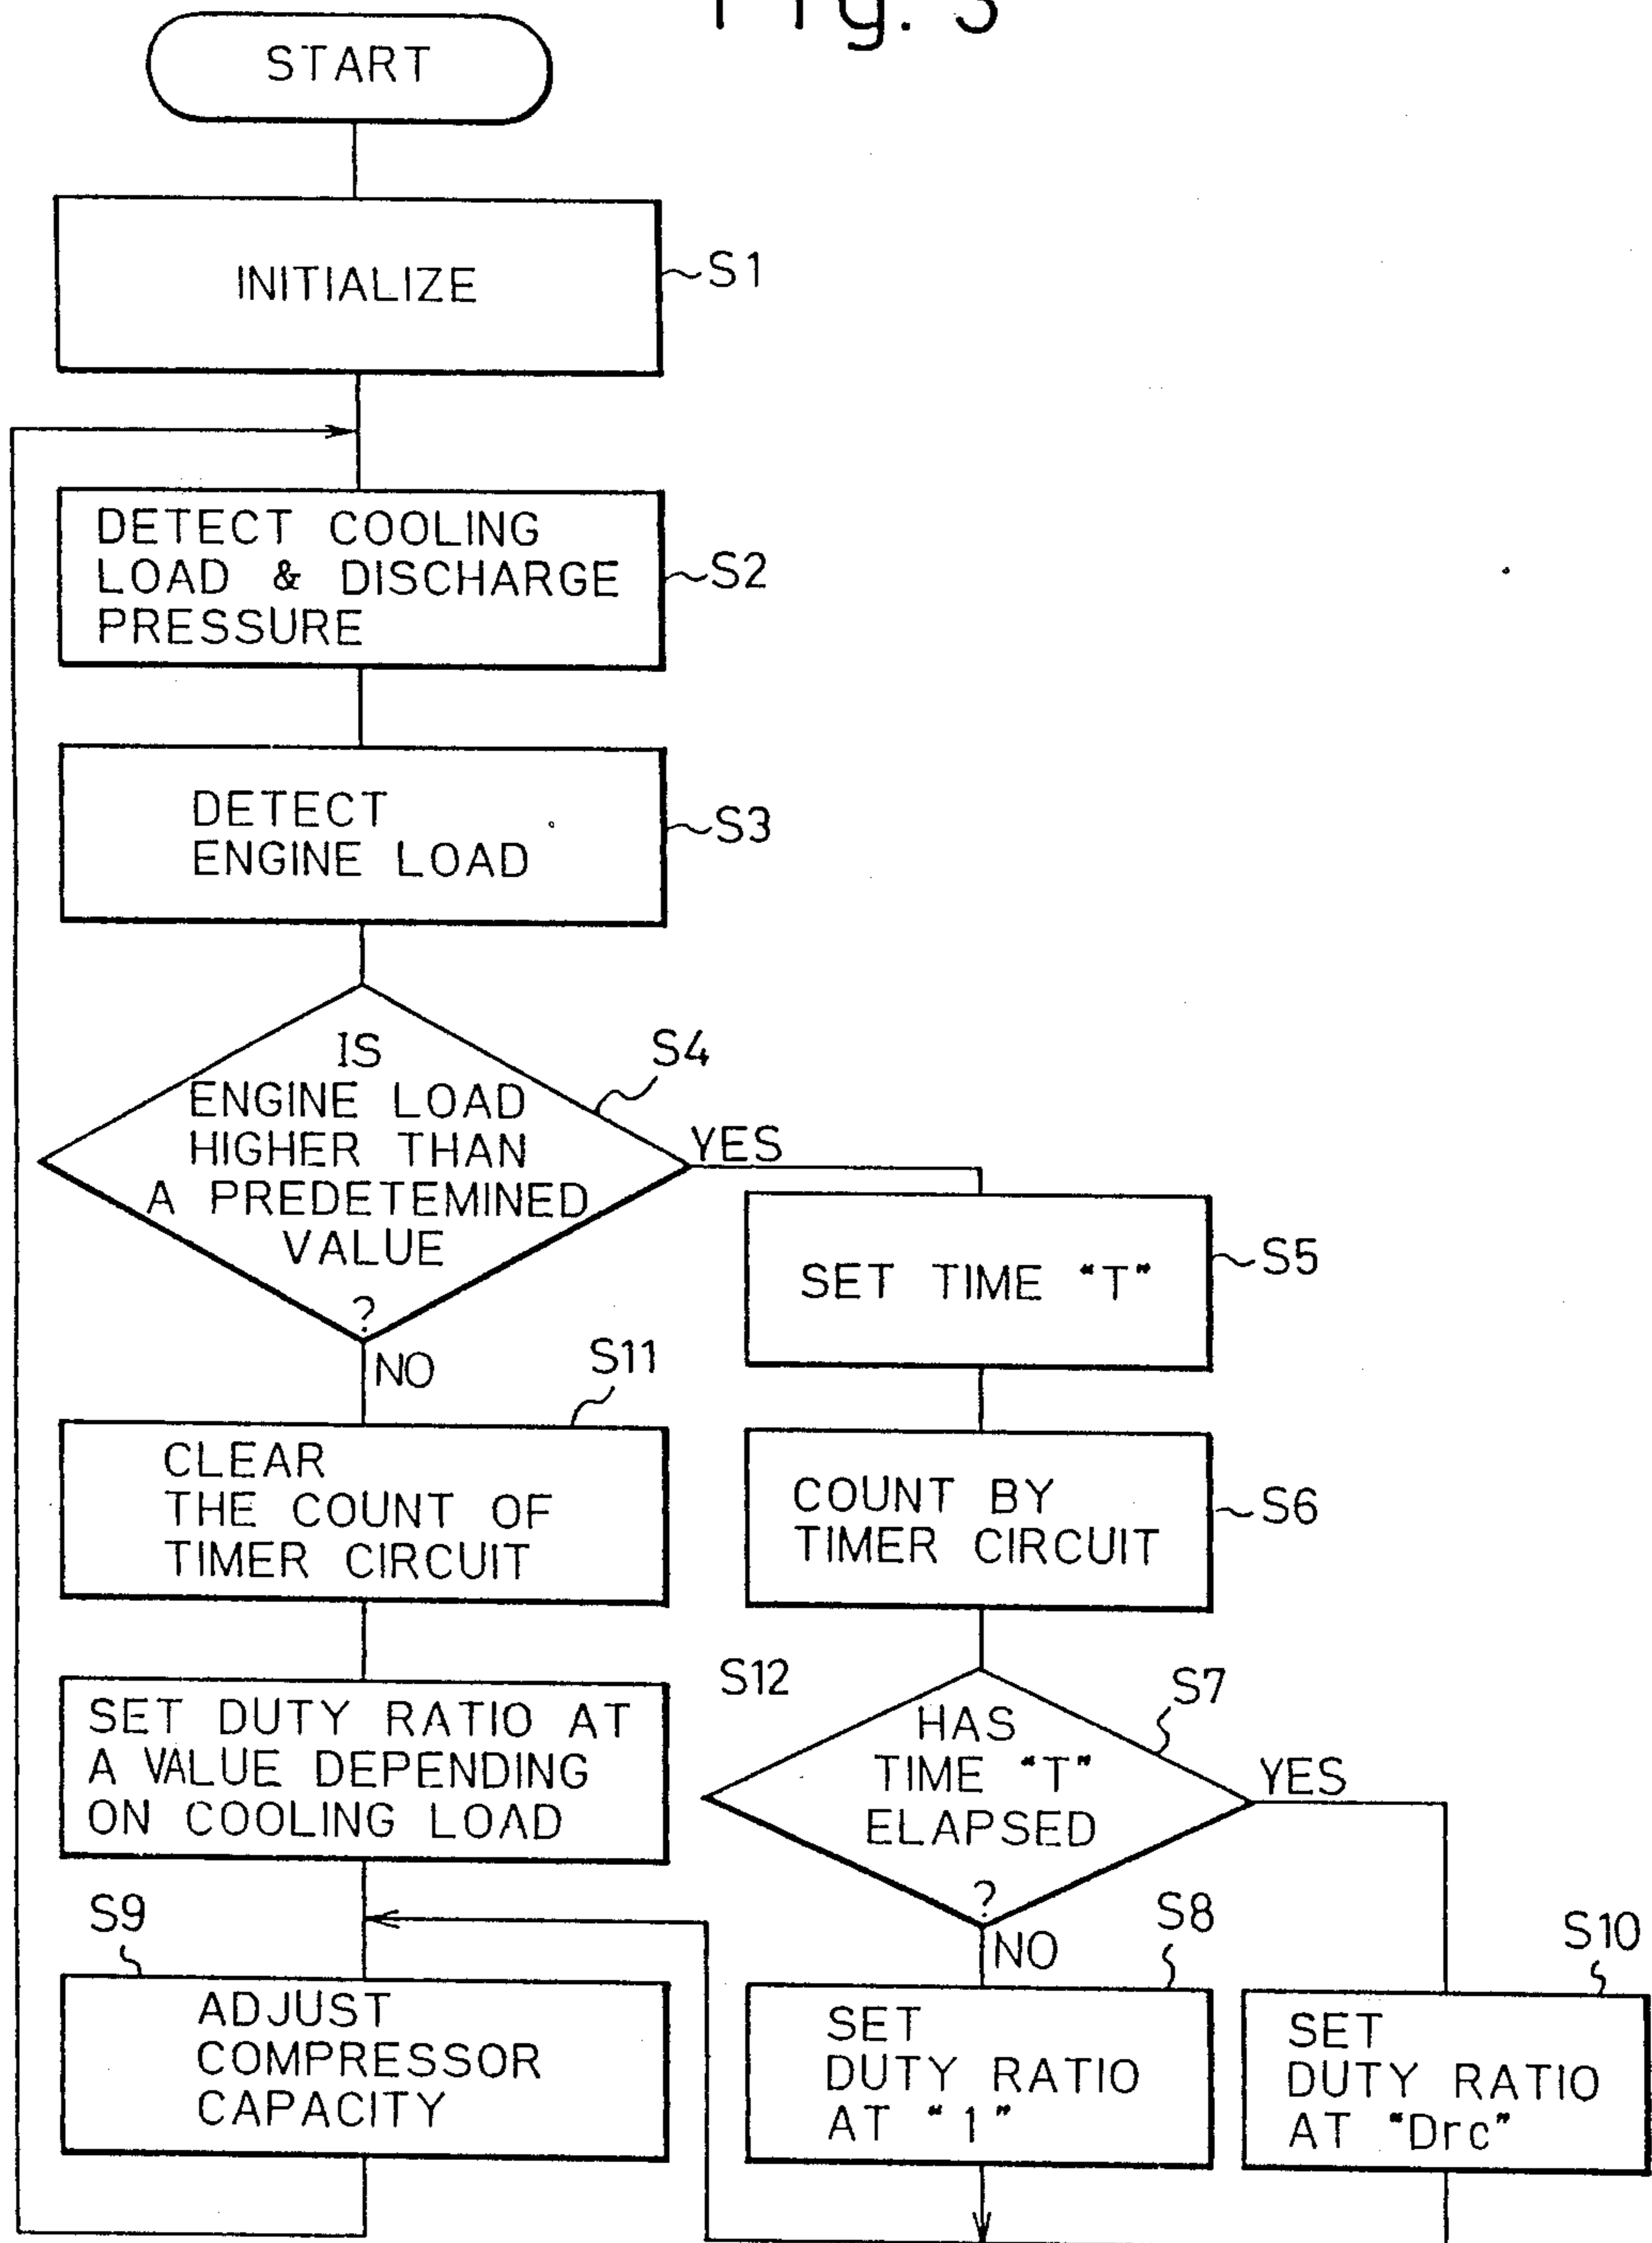 Fig. 3
START
INITIALIZE
S1
DETECT COOLING
LOAD & DISCHARGE
PRESSURE
S2
DETECT
ENGINE LOAD
S3
IS
ENGINE LOAD
HIGHER THAN
A PREDETEMINED
VALUE
?
S4
YES
NO
SET TIME "T"
S5
S11
CLEAR
THE COUNT OF
TIMER CIRCUIT
COUNT BY
TIMER CIRCUIT
S6
S12
SET DUTY RATIO AT
A VALUE DEPENDING
ON COOLING LOAD
HAS
TIME "T"
ELAPSED
?
S7
YES
NO
S9
ADJUST
COMPRESSOR
CAPACITY
S8
SET
DUTY RATIO
AT "1"
S10
SET
DUTY RATIO
AT "Drc"